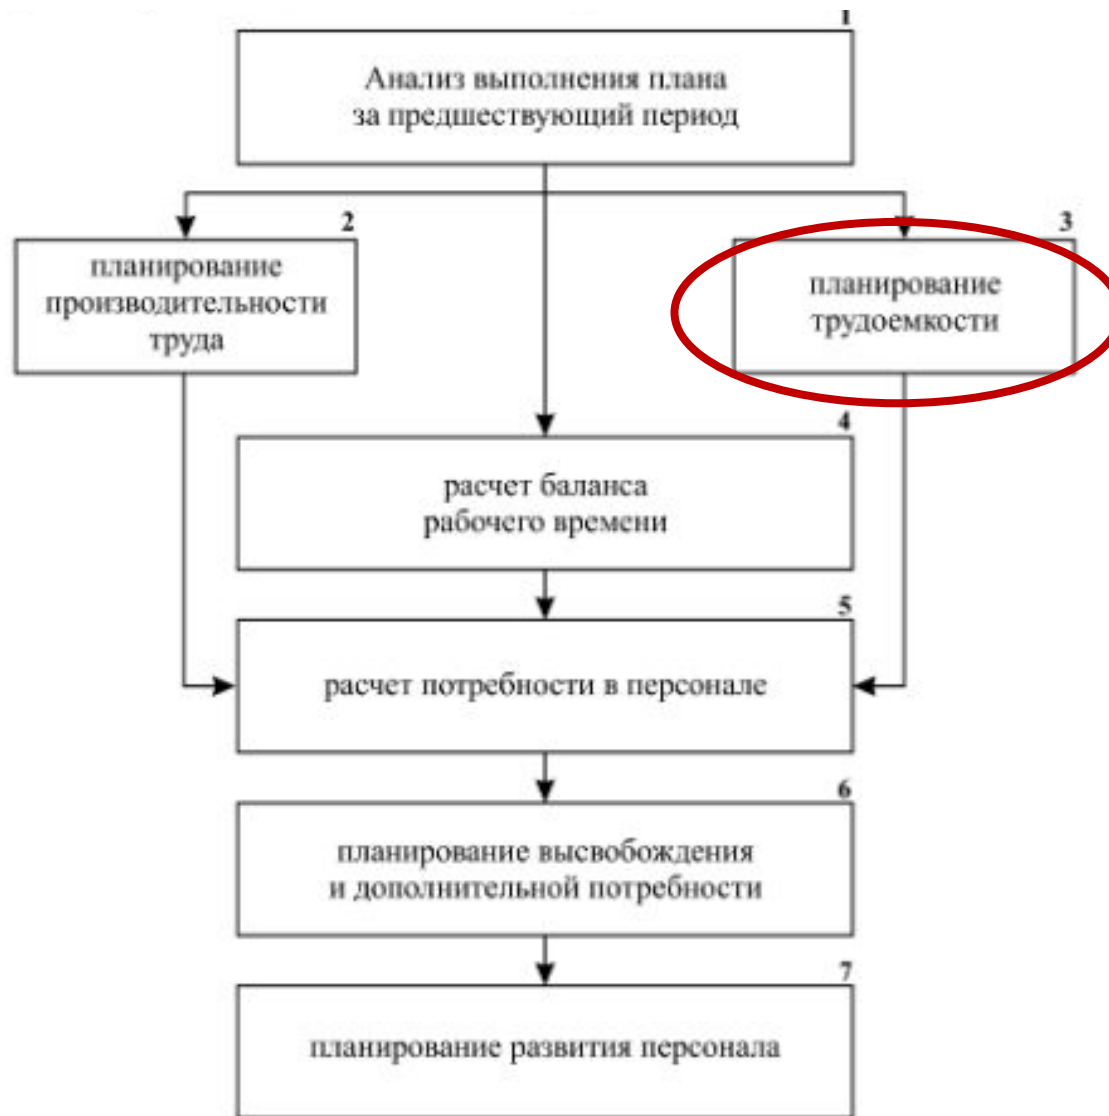 1
Анализ выполнения плана
за предшествующий период
2
планирование
производительности
труда
3
планирование
трудоемкости
4
расчет баланса
рабочего времени
5
расчет потребности в персонале
6
планирование высвобождения
и дополнительной потребности
7
планирование развития персонала